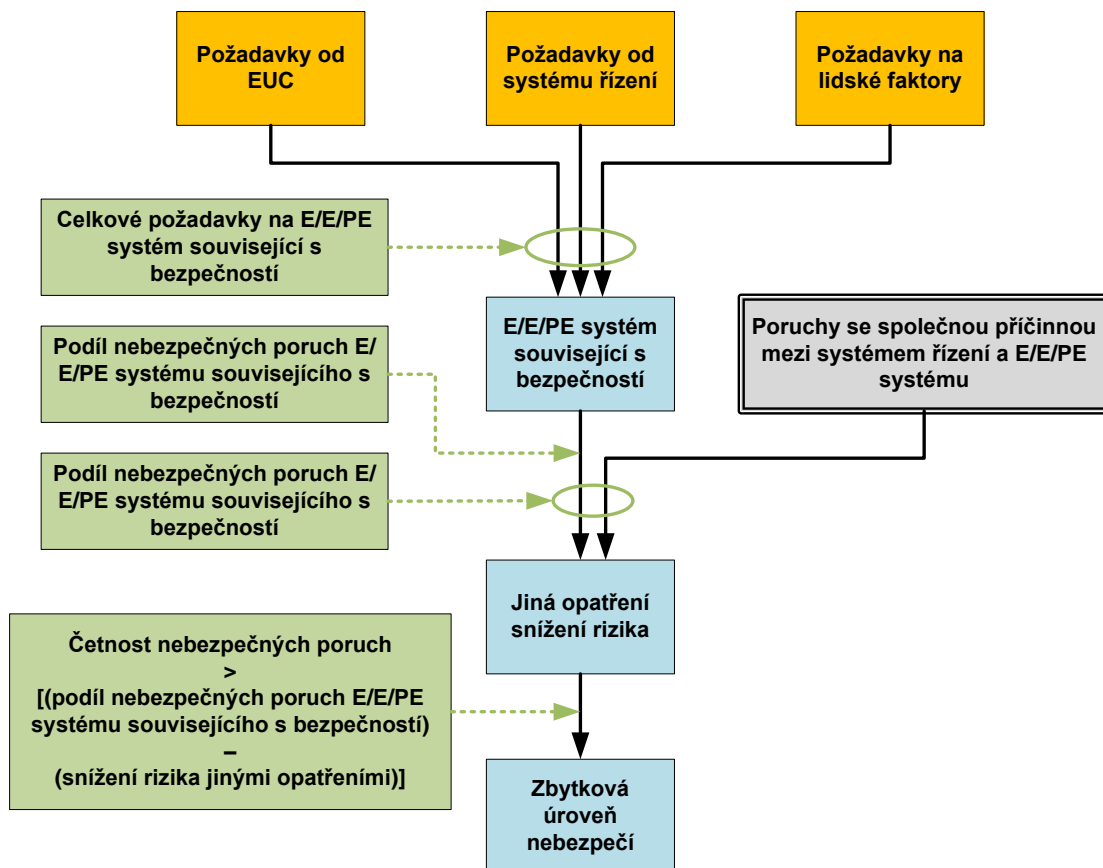 Požadavky od
EUC
Požadavky od
systému řízení
Požadavky na
lidské faktory
Celkové požadavky na E/E/PE
systém související s
bezpečností
E/E/PE systém
související s
bezpečností
Poruchy se společnou příčinnou
mezi systémem řízení a E/E/PE
systému
Podíl nebezpečných poruch E/
E/PE systému souvisejícího s
bezpečností
Podíl nebezpečných poruch E/
E/PE systému souvisejícího s
bezpečností
Jiná opatření
snížení rizika
Četnost nebezpečných poruch
>
[(podíl nebezpečných poruch E/E/PE
systému souvisejícího s bezpečností)
–
(snížení rizika jinými opatřeními)]
Zbytková
úroveň
nebezpečí